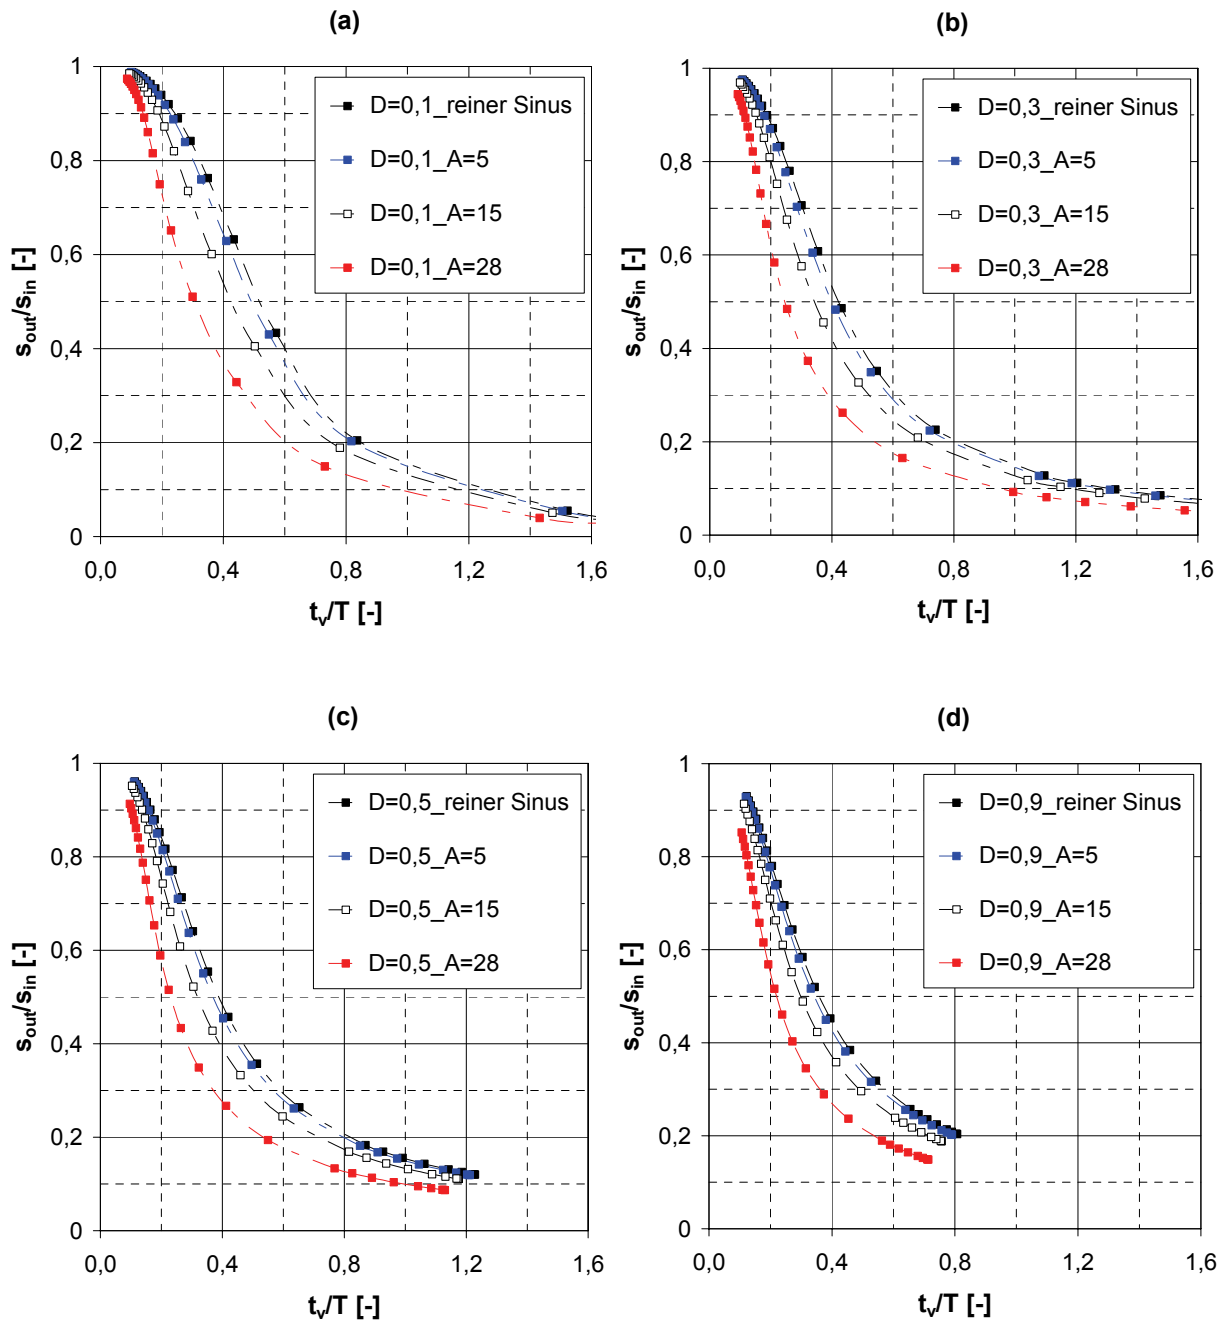 (a)
1
0,8
0,6
0,4
0,2
0
s_out/s_in [-]
D=0,1_reiner Sinus
D=0,1_A=5
D=0,1_A=15
D=0,1_A=28
0,0 0,4 0,8 1,2 1,6
t_v/T [-]
(b)
1
0,8
0,6
0,4
0,2
0
s_out/s_in [-]
D=0,3_reiner Sinus
D=0,3_A=5
D=0,3_A=15
D=0,3_A=28
0,0 0,4 0,8 1,2 1,6
t_v/T [-]
(c)
1
0,8
0,6
0,4
0,2
0
s_out/s_in [-]
D=0,5_reiner Sinus
D=0,5_A=5
D=0,5_A=15
D=0,5_A=28
0,0 0,4 0,8 1,2 1,6
t_v/T [-]
(d)
1
0,8
0,6
0,4
0,2
0
s_out/s_in [-]
D=0,9_reiner Sinus
D=0,9_A=5
D=0,9_A=15
D=0,9_A=28
0,0 0,4 0,8 1,2 1,6
t_v/T [-]